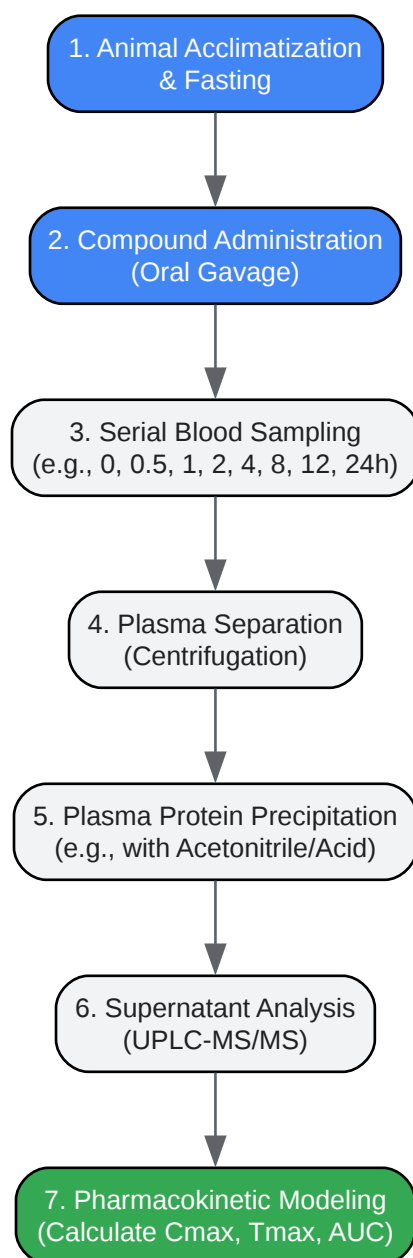 1. Animal Acclimatization
& Fasting
2. Compound Administration
(Oral Gavage)
3. Serial Blood Sampling
(e.g., 0, 0.5, 1, 2, 4, 8, 12, 24h)
4. Plasma Separation
(Centrifugation)
5. Plasma Protein Precipitation
(e.g., with Acetonitrile/Acid)
6. Supernatant Analysis
(UPLC-MS/MS)
7. Pharmacokinetic Modeling
(Calculate Cmax, Tmax, AUC)